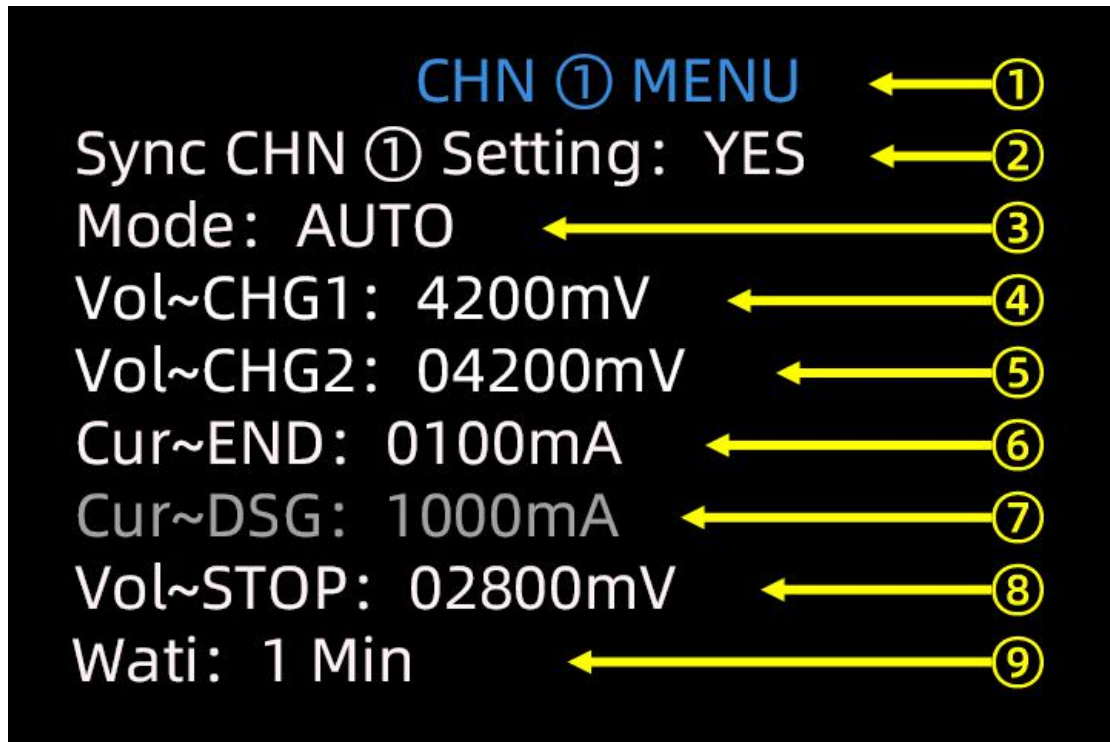 CHN ① MENU ①
Sync CHN ① Setting: YES ②
Mode: AUTO ③
Vol~CHG1: 4200mV ④
Vol~CHG2: 04200mV ⑤
Cur~END: 0100mA ⑥
Cur~DSG: 1000mA ⑦
Vol~STOP: 02800mV ⑧
Wati: 1 Min ⑨